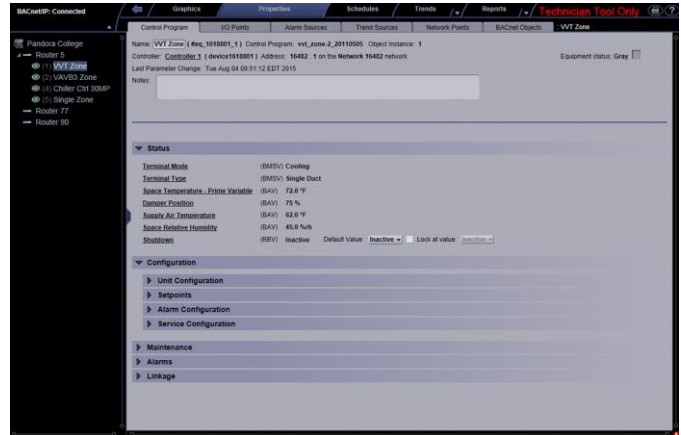 BACnet/IP: Connected
Graphics Properties Schedules Trends Reports Technician Tool Only
Control Program I/O Points Alarm Sources Trend Sources Network Points BACnet Objects : VVT Zone
Pandora College
Router 5
(1) VVT Zone
(2) VAVB3 Zone
(4) Chiller Ctrl 30MP
(5) Single Zone
Router 77
Router 90
Name: VVT Zone ( #eq_1618801_1 ) Control Program: vvt_zone-2_20110505 Object Instance: 1
Controller: Controller 1 ( device1618801 ) Address: 16482 : 1 on the Network 16482 network
Equipment status: Gray
Last Parameter Change: Tue Aug 04 09:51:12 EDT 2015
Notes:
Status
Terminal Mode (BMSV) Cooling
Terminal Type (BMSV) Single Duct
Space Temperature - Prime Variable (BAV) 72.0 °F
Damper Position (BAV) 75 %
Supply Air Temperature (BAV) 62.0 °F
Space Relative Humidity (BAV) 45.0 %rh
Shutdown (BBV) Inactive Default Value: Inactive Lock at value: Inactive
Configuration
Unit Configuration
Setpoints
Alarm Configuration
Service Configuration
Maintenance
Alarms
Linkage